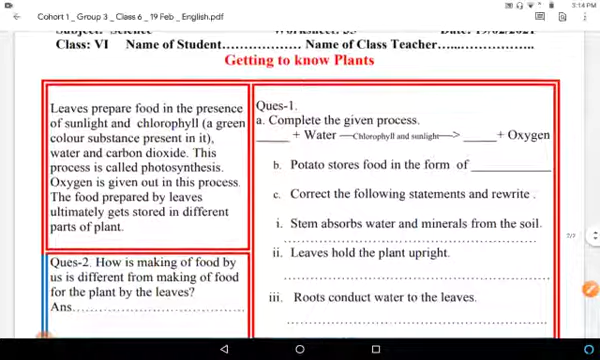 3:14 PM
Cohort 1 _ Group 3 _ Class 6 _ 19 Feb _ English.pdf
Class: VI Name of Student.................. Name of Class Teacher.....................
Getting to know Plants
Leaves prepare food in the presence
of sunlight and chlorophyll (a green
colour substance present in it),
water and carbon dioxide. This
process is called photosynthesis.
Oxygen is given out in this process.
The food prepared by leaves
ultimately gets stored in different
parts of plant.
Ques-2. How is making of food by
us is different from making of food
for the plant by the leaves?
Ans.......................................
Ques-1.
a. Complete the given process.
_____ + Water —Chlorophyll and sunlight—> _____+ Oxygen
b. Potato stores food in the form of____________
c. Correct the following statements and rewrite .
i. Stem absorbs water and minerals from the soil.
ii. Leaves hold the plant upright.
iii. Roots conduct water to the leaves.
7/7